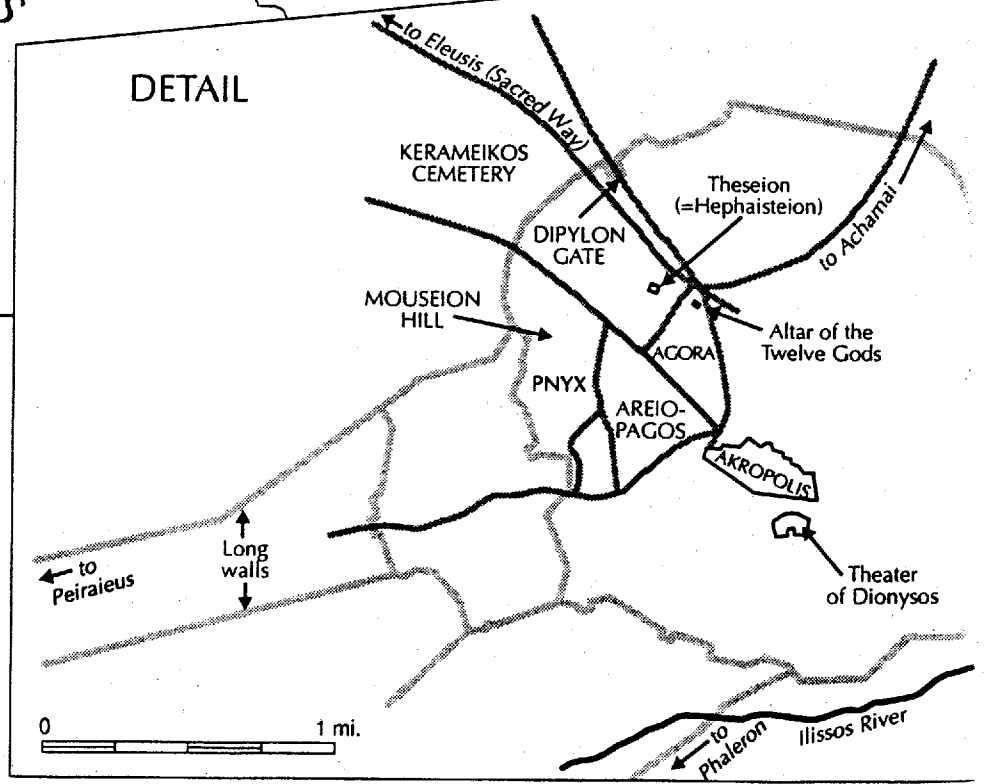 DETAIL
to Eleusis (Sacred Way)
KERAMEIKOS
CEMETERY
Theseion
(=Hephaisteion)
DIPYLON
GATE
to Acharnai
MOUSEION
HILL
Altar of the
Twelve Gods
AGORA
PNYX
AREIO-
PAGOS
AKROPOLIS
Long
walls
to
Peiraieus
Theater
of Dionysos
0 1 mi.
to
Phaleron
Ilissos River